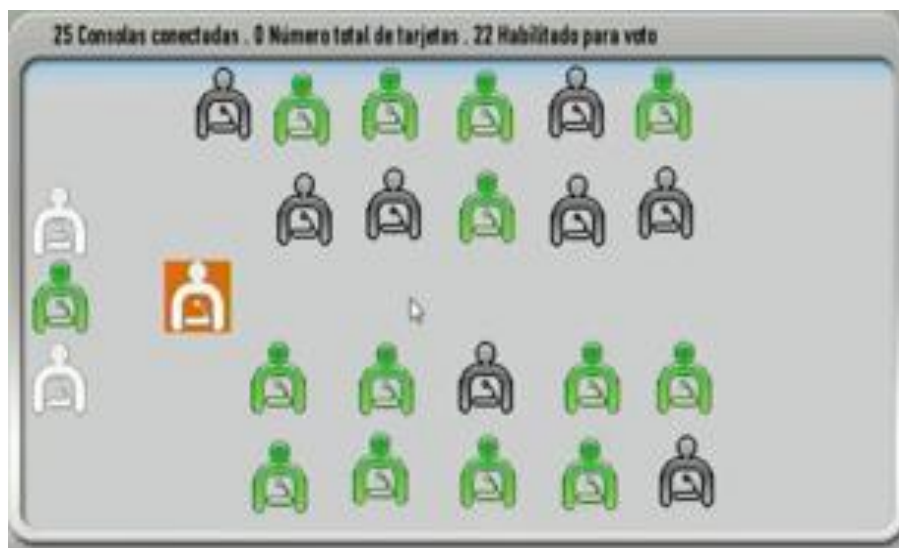 25 Consolas conectadas . 0 Número total de tarjetas . 22 Habilitado para voto